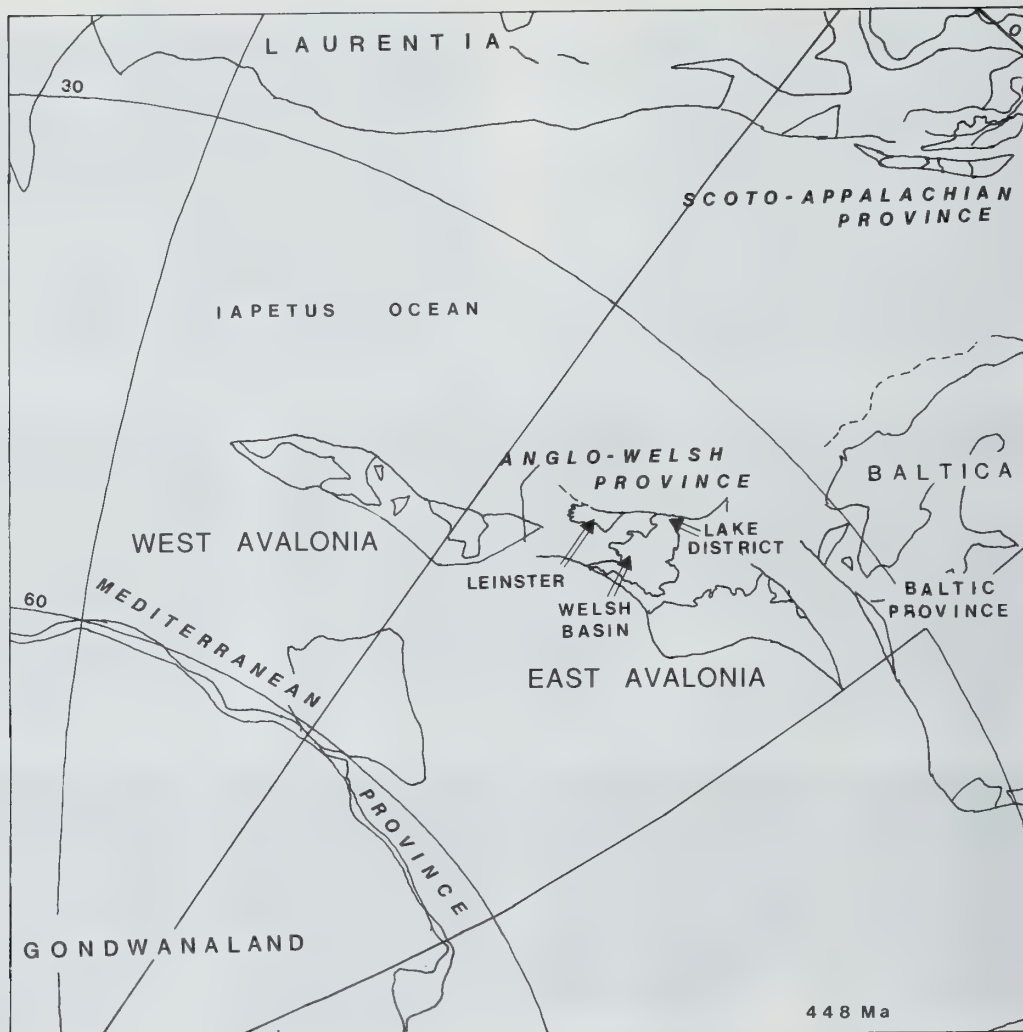 LAURENTIA
30
SCOTO-APPALACHIAN
PROVINCE
IAPETUS OCEAN
ANGLO-WELSH
PROVINCE
BALTICA
WEST AVALONIA
LAKE
DISTRICT
LEINSTER
WELSH
BASIN
BALTIC
PROVINCE
60
MEDITERRANEAN
PROVINCE
EAST AVALONIA
GONDWANALAND
448 Ma